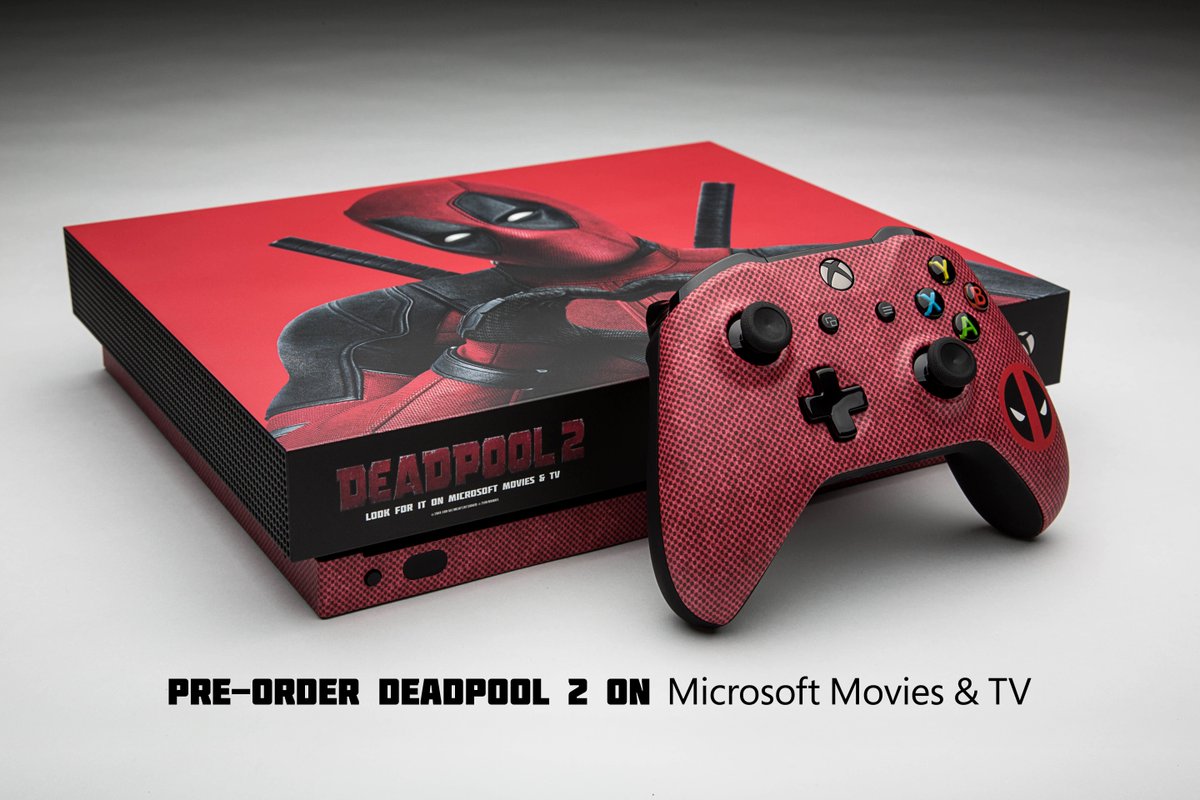 Y
X
B
A
DEADPOOL 2
LOOK FOR IT ON MICROSOFT MOVIES & TV
PRE-ORDER DEADPOOL 2 ON Microsoft Movies & TV